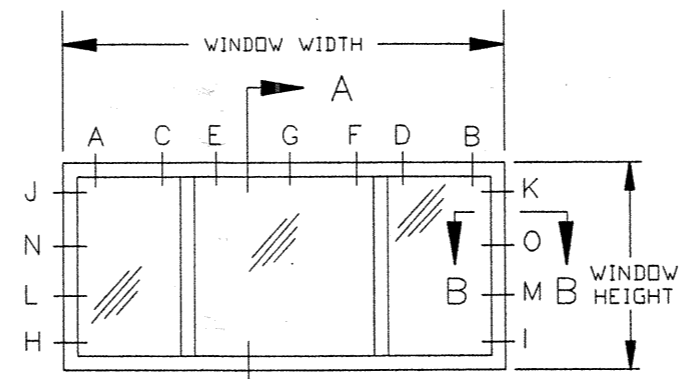 WINDOW WIDTH
A
A C E G F D B
J K
N O
B B
WINDOW
HEIGHT
L M
H I